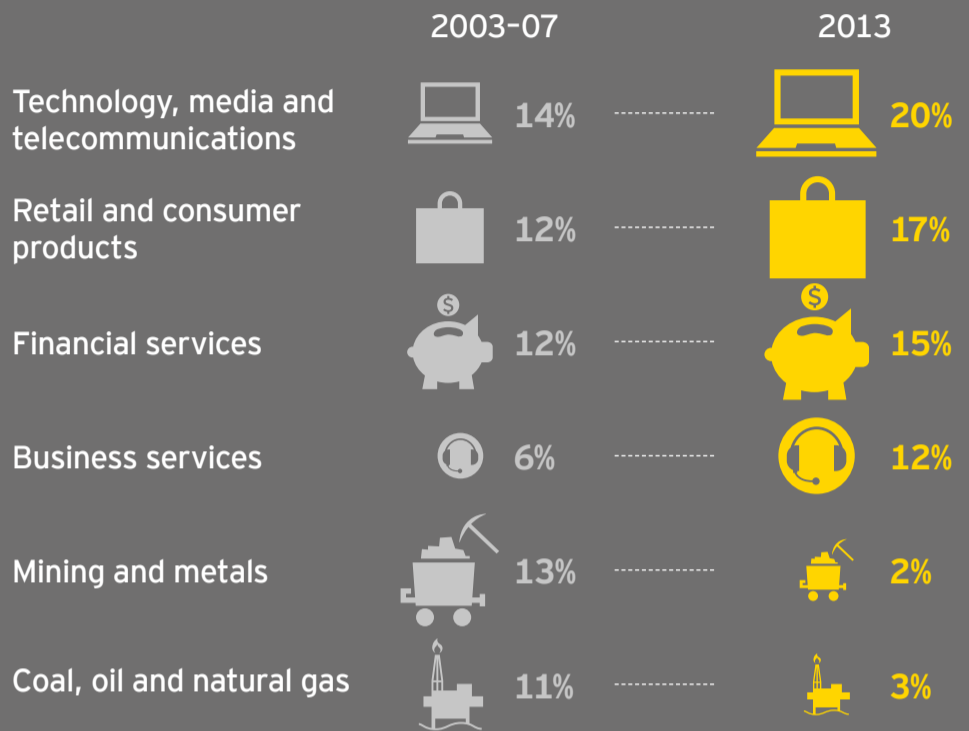 2003-07 2013
Technology, media and
telecommunications
14% 20%
Retail and consumer
products
12% 17%
$ $
Financial services 12% 15%
Business services 6% 12%
Mining and metals 13% 2%
Coal, oil and natural gas 11% 3%